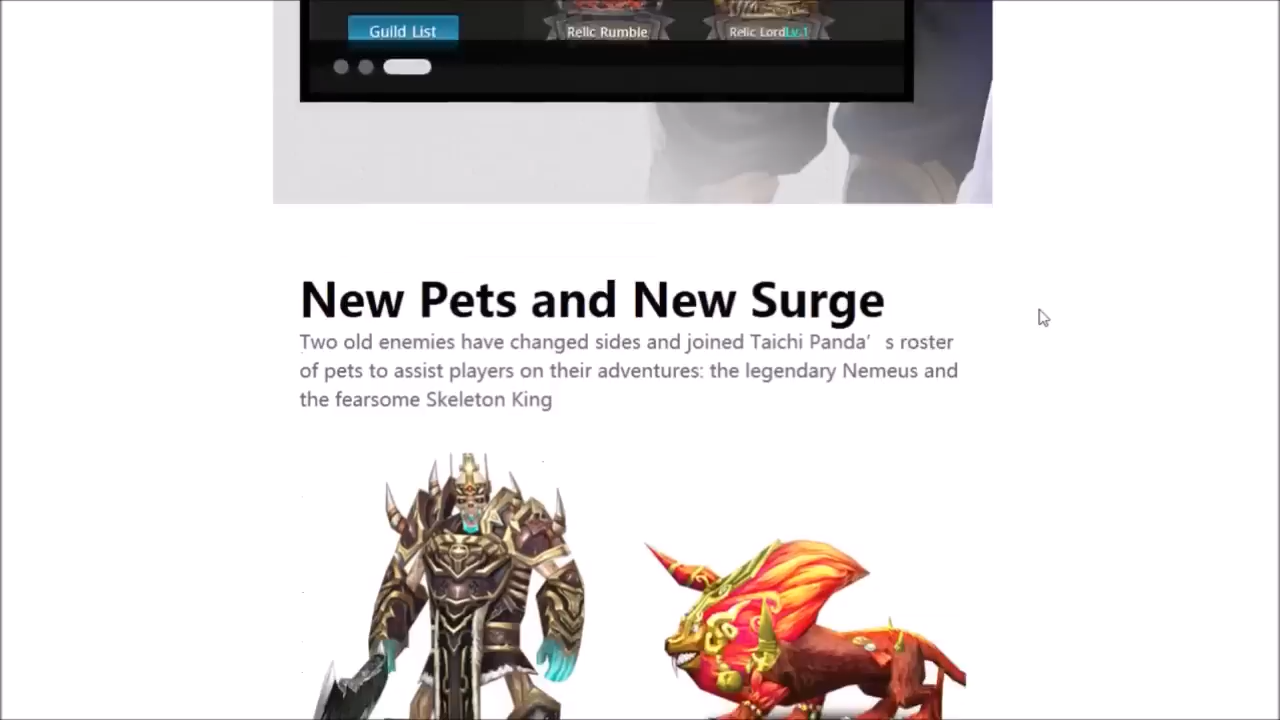 Guild List
Relic Rumble
Relic Lord Lv.1
New Pets and New Surge
Two old enemies have changed sides and joined Taichi Panda's roster
of pets to assist players on their adventures: the legendary Nemeus and
the fearsome Skeleton King